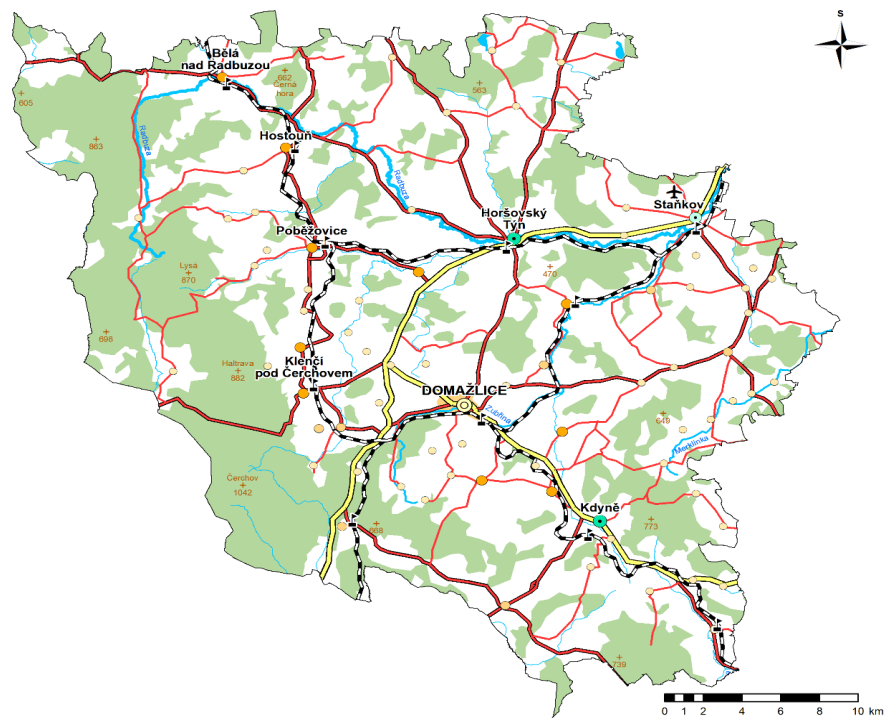 S
Bělá
nad Radbuzou
605
662
Černá
hora
563
863
Radbuza
Hostouň
Radbuza
Staňkov
Horšovský
Týn
Poběžovice
Lysá
870
470
698
Haltrava
882
Klenčí
pod Čerchovem
DOMAŽLICE
Zubřina
649
Merklínka
Čerchov
1042
668
Kdyně
773
739
0 1 2 4 6 8 10 km